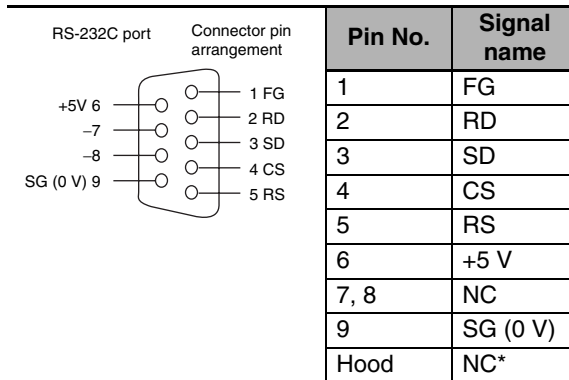 RS-232C port
Connector pin
arrangement
+5V 6
–7
–8
SG (0 V) 9
1 FG
2 RD
3 SD
4 CS
5 RS
Pin No. Signal name
1 FG
2 RD
3 SD
4 CS
5 RS
6 +5 V
7, 8 NC
9 SG (0 V)
Hood NC*